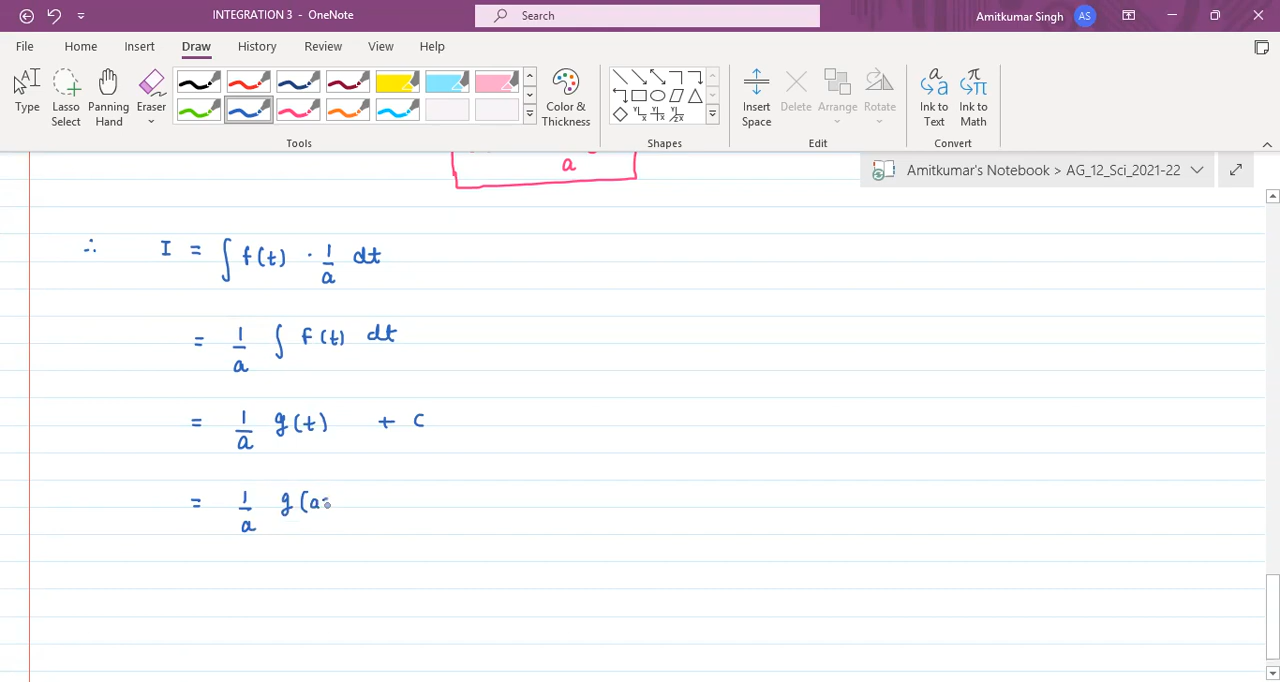 INTEGRATION 3 - OneNote
Search
Amitkumar Singh AS
File Home Insert Draw History Review View Help
Type
Lasso Select
Panning Hand
Eraser
Color & Thickness
Insert Space
Delete
Arrange
Rotate
Ink to Text
Ink to Math
Tools
Shapes
Edit
Convert
Amitkumar's Notebook > AG_12_Sci_2021-22
a
∴ I = ∫ f(t) · 1/a dt
= 1/a ∫ f(t) dt
= 1/a g(t) + c
= 1/a g(a